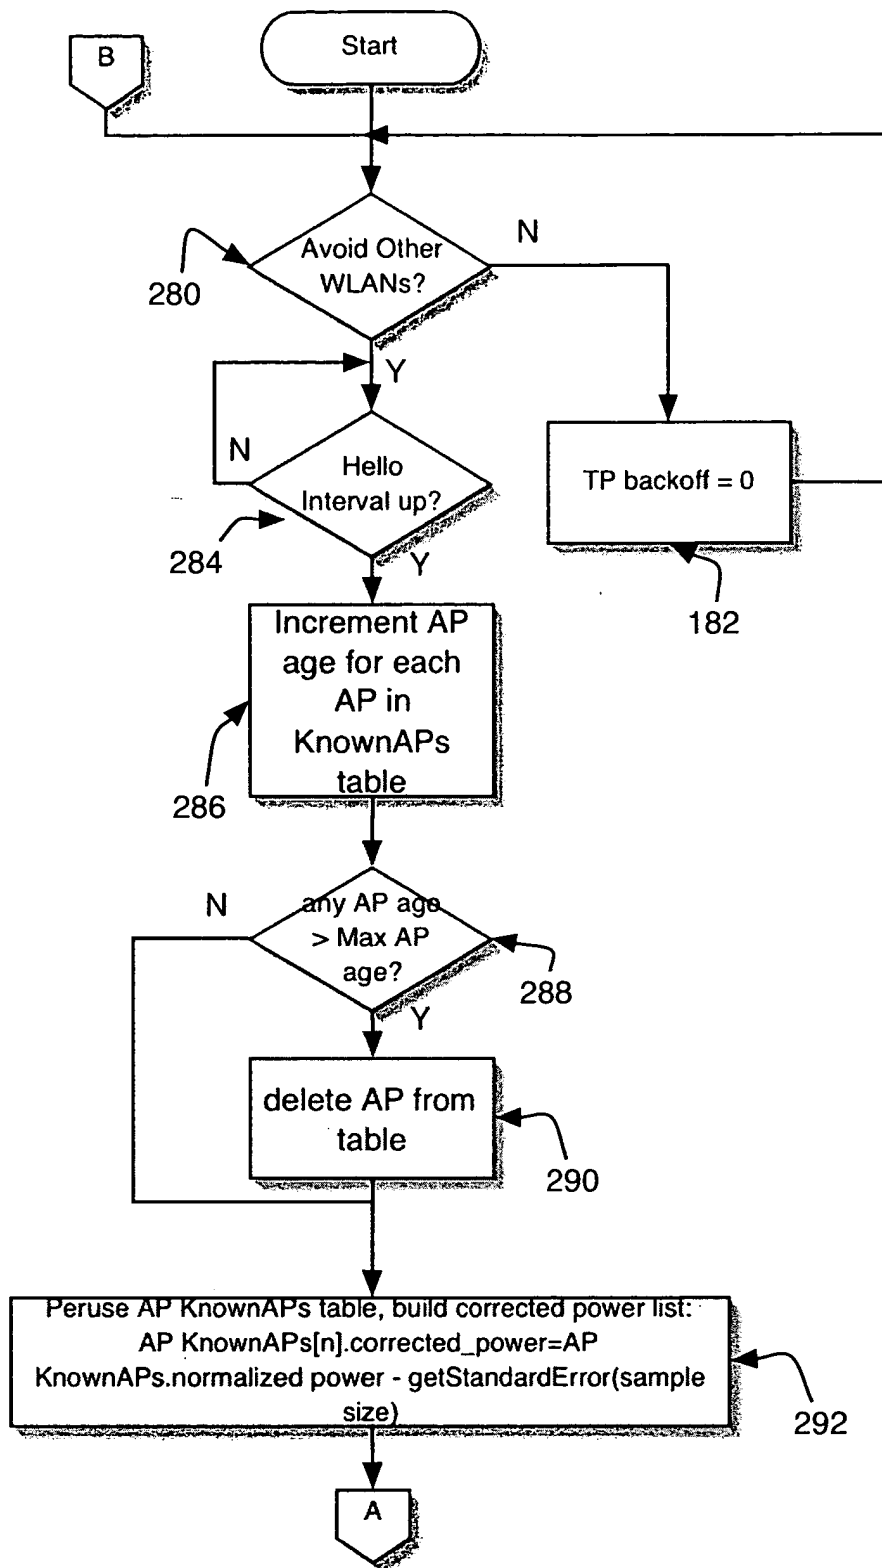 B
Start
Avoid Other
WLANs?
N
280
Y
N
Hello
Interval up?
TP backoff = 0
284
Y
182
Increment AP
age for each
AP in
KnownAPs
table
286
N
any AP age
> Max AP
age?
288
Y
delete AP from
table
290
Peruse AP KnownAPs table, build corrected power list:
AP KnownAPs[n].corrected_power=AP
KnownAPs.normalized power - getStandardError(sample
size)
292
A